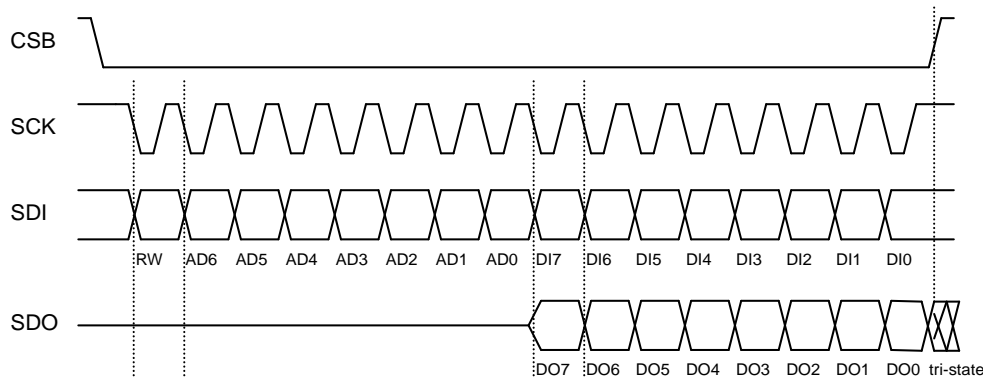 CSB
SCK
SDI
RW AD6 AD5 AD4 AD3 AD2 AD1 AD0 DI7 DI6 DI5 DI4 DI3 DI2 DI1 DI0
SDO
DO7 DO6 DO5 DO4 DO3 DO2 DO1 DO0 tri-state